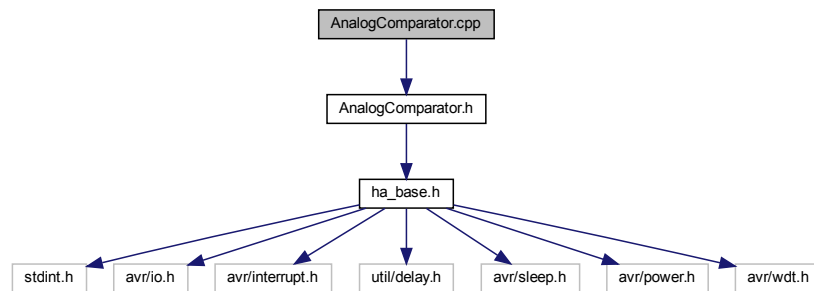 AnalogComparator.cpp
AnalogComparator.h
ha_base.h
stdint.h
avr/io.h
avr/interrupt.h
util/delay.h
avr/sleep.h
avr/power.h
avr/wdt.h